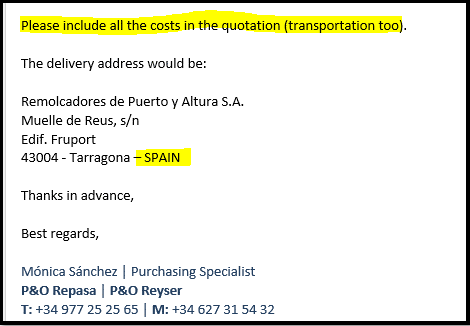 Please include all the costs in the quotation (transportation too).
The delivery address would be:
Remolcadores de Puerto y Altura S.A.
Muelle de Reus, s/n
Edif. Fruport
43004 - Tarragona – SPAIN
Thanks in advance,
Best regards,
Mónica Sánchez | Purchasing Specialist
P&O Repasa | P&O Reyser
T: +34 977 25 25 65 | M: +34 627 31 54 32